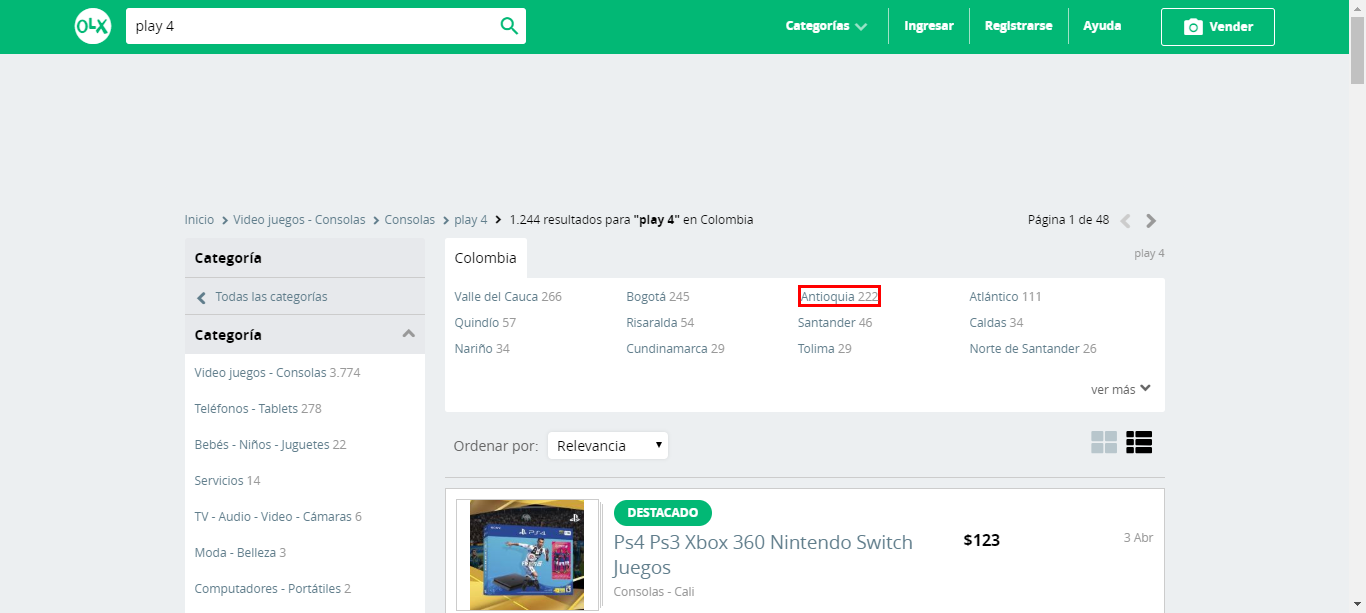 OLX play 4 Categorías Ingresar Registrarse Ayuda Vender
Inicio Video juegos - Consolas Consolas play 4 1.244 resultados para "play 4" en Colombia Página 1 de 48
Categoría
Todas las categorías
Categoría
Video juegos - Consolas 3.774
Teléfonos - Tablets 278
Bebés - Niños - Juguetes 22
Servicios 14
TV - Audio - Video - Cámaras 6
Moda - Belleza 3
Computadores - Portátiles 2
Colombia play 4
Valle del Cauca 266 Bogotá 245 Antioquia 222 Atlántico 111
Quindío 57 Risaralda 54 Santander 46 Caldas 34
Nariño 34 Cundinamarca 29 Tolima 29 Norte de Santander 26
ver más
Ordenar por: Relevancia
PS4
DESTACADO
Ps4 Ps3 Xbox 360 Nintendo Switch $123 3 Abr
Juegos
Consolas - Cali